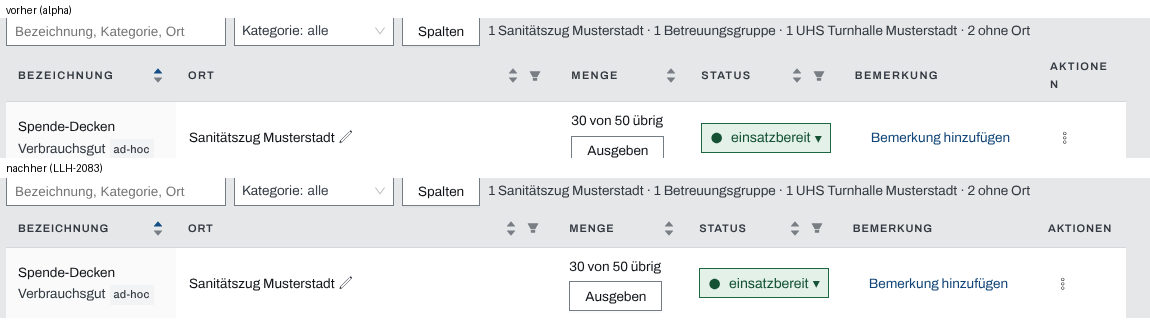 vorher (alpha)
Bezeichnung, Kategorie, Ort Kategorie: alle Spalten 1 Sanitätszug Musterstadt · 1 Betreuungsgruppe · 1 UHS Turnhalle Musterstadt · 2 ohne Ort
BEZEICHNUNG ORT MENGE STATUS BEMERKUNG AKTIONE
N
Spende-Decken
Verbrauchsgut ad-hoc
Sanitätszug Musterstadt
30 von 50 übrig
Ausgeben
einsatzbereit ▾
Bemerkung hinzufügen
nachher (LLH-2083)
Bezeichnung, Kategorie, Ort Kategorie: alle Spalten 1 Sanitätszug Musterstadt · 1 Betreuungsgruppe · 1 UHS Turnhalle Musterstadt · 2 ohne Ort
BEZEICHNUNG ORT MENGE STATUS BEMERKUNG AKTIONEN
Spende-Decken
Verbrauchsgut ad-hoc
Sanitätszug Musterstadt
30 von 50 übrig
Ausgeben
einsatzbereit ▾
Bemerkung hinzufügen